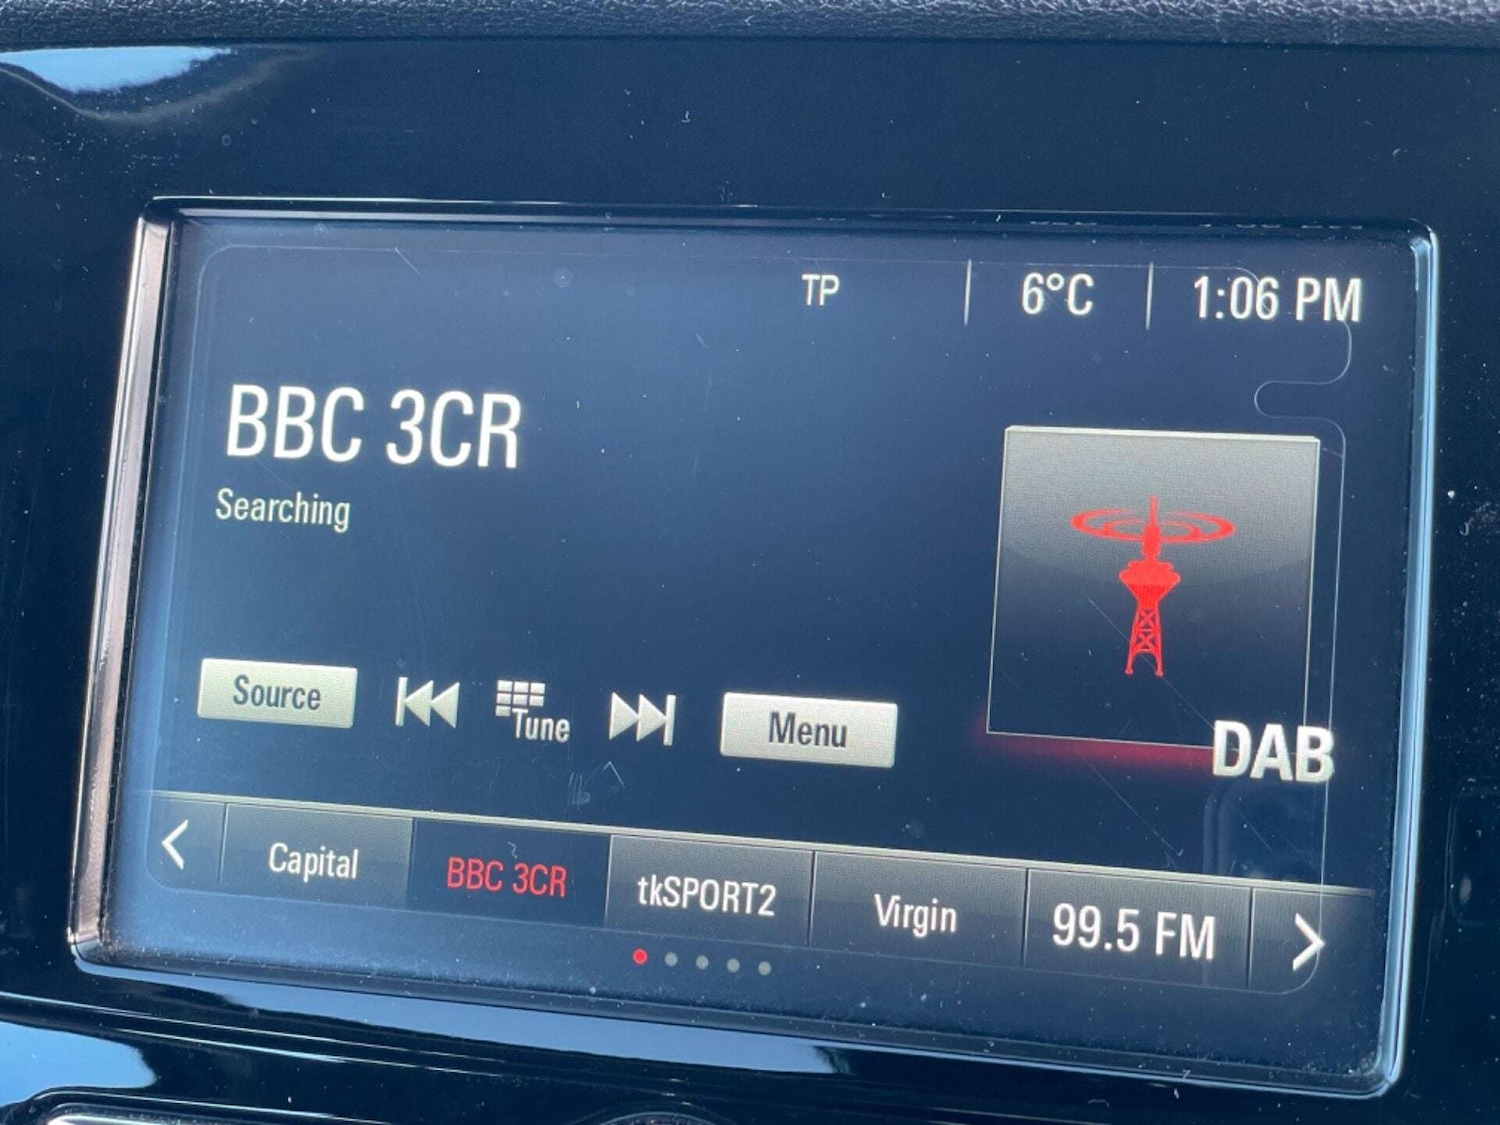 TP 6°C 1:06 PM
BBC 3CR
Searching
Source Tune Menu
DAB
Capital BBC 3CR tkSPORT2 Virgin 99.5 FM